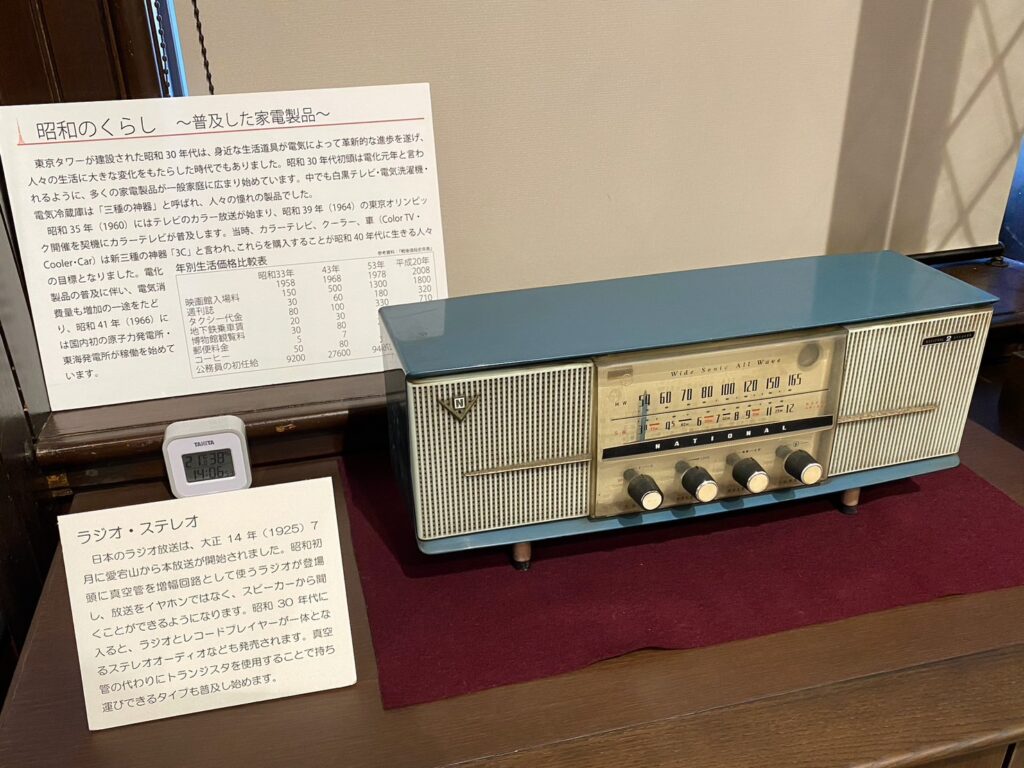 昭和のくらし ～普及した家電製品～
東京タワーが建設された昭和 30 年代は、身近な生活道具が電気によって革新的な進歩を遂げ、
人々の生活に大きな変化をもたらした時代でもありました。昭和 30 年代初頭は電化元年と言わ
れるように、多くの家電製品が一般家庭に広まり始めています。中でも白黒テレビ・電気洗濯機・
電気冷蔵庫は「三種の神器」と呼ばれ、人々の憧れの製品でした。
昭和 35 年（1960）にはテレビのカラー放送が始まり、昭和 39 年（1964）の東京オリンピッ
ク開催を契機にカラーテレビが普及します。当時、カラーテレビ、クーラー、車（Color TV・
Cooler・Car）は新三種の神器「3C」と言われ、これらを購入することが昭和 40 年代に生きる人々
の目標となりました。電化
製品の普及に伴い、電気消
費量も増加の一途をたど
り、昭和 41 年（1966）に
は国内初の原子力発電所・
東海発電所が稼働を始めて
います。
年別生活価格比較表
昭和33年 43年 53年 平成20年
1958 1968 1978 2008
映画館入場料 150 500 1300 1800
週刊誌 30 60 180 320
タクシー代金 80 100 330 710
地下鉄乗車賃 20 30
博物館観覧料 30 80
郵便料金 5 7
コーヒー 50 80
公務員の初任給 9200 27600
TANITA
14:06
ラジオ・ステレオ
日本のラジオ放送は、大正 14 年（1925）7
月に愛宕山から本放送が開始されました。昭和初
頭に真空管を増幅回路として使うラジオが登場
し、放送をイヤホンではなく、スピーカーから聞
くことができるようになります。昭和 30 年代に
入ると、ラジオとレコードプレイヤーが一体とな
るステレオオーディオなども発売されます。真空
管の代わりにトランジスタを使用することで持ち
運びできるタイプも普及し始めます。
N
Wide Sonic All Wave
MW 54 60 70 80 100 120 150 165
NATIONAL